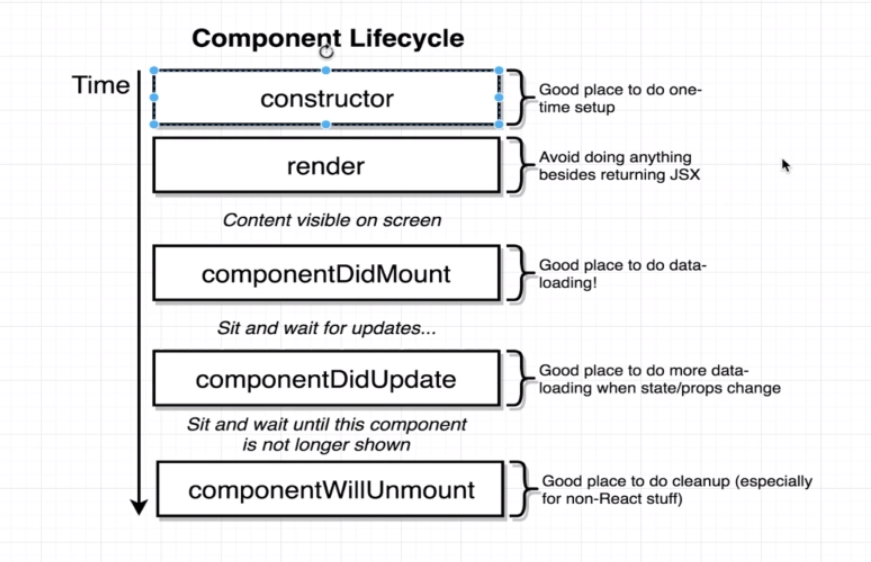 Component Lifecycle
Time
constructor
Good place to do one-
time setup
render
Avoid doing anything
besides returning JSX
Content visible on screen
componentDidMount
Good place to do data-
loading!
Sit and wait for updates...
componentDidUpdate
Good place to do more data-
loading when state/props change
Sit and wait until this component
is not longer shown
componentWillUnmount
Good place to do cleanup (especially
for non-React stuff)